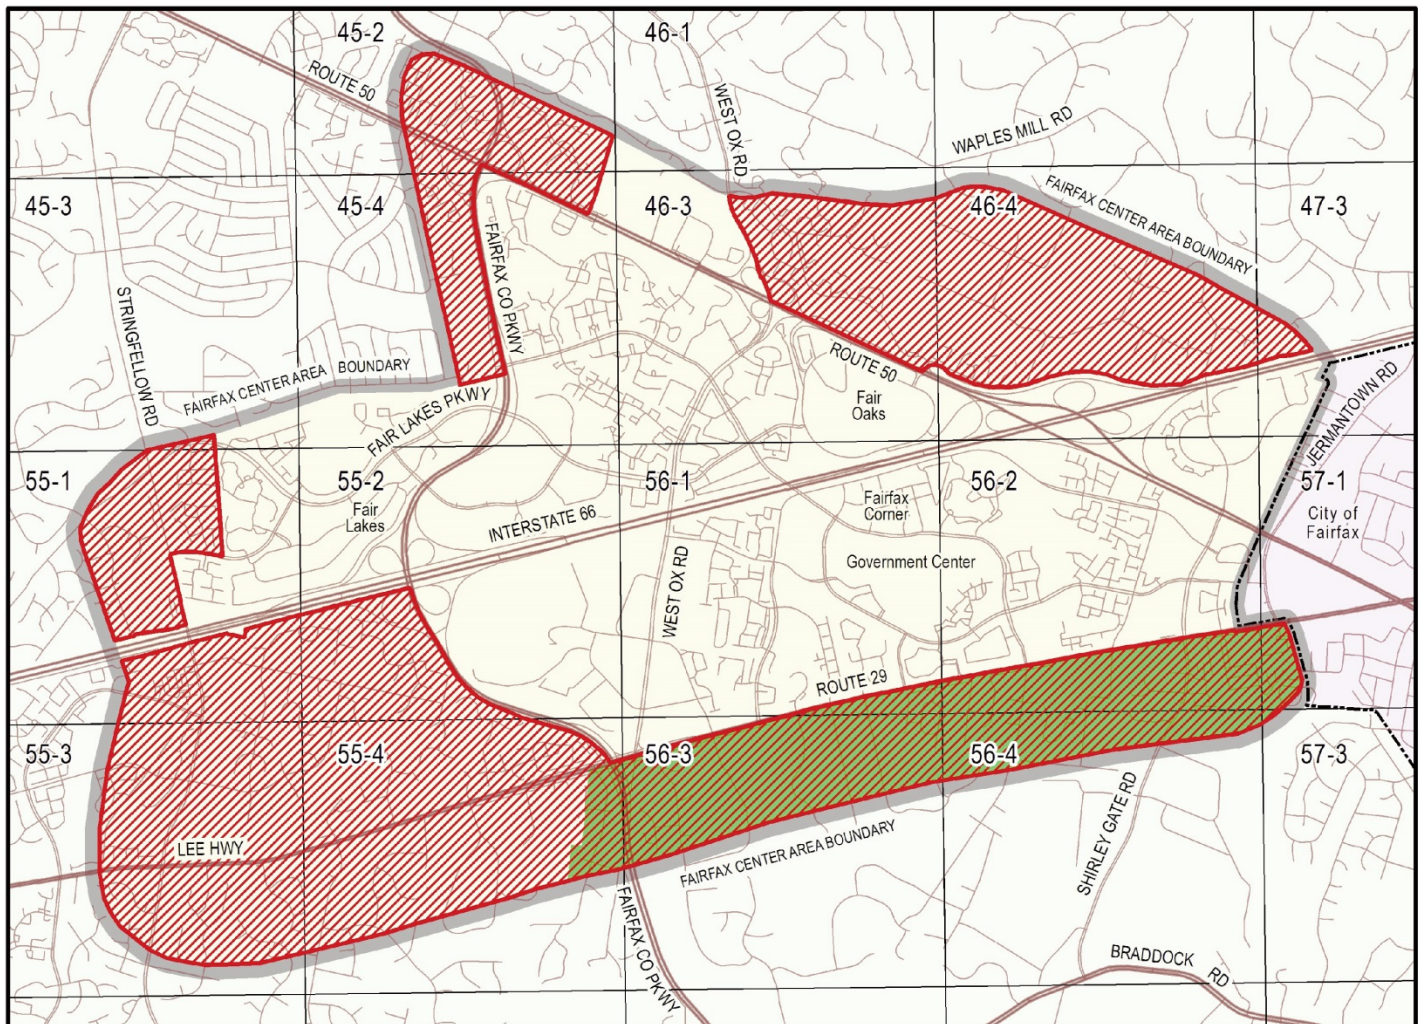 45-2
46-1
ROUTE 50
WEST OX RD
WAPLES MILL RD
45-3
45-4
46-3
46-4
47-3
FAIRFAX CENTER AREA BOUNDARY
FAIRFAX CO PKWY
STRINGFELLOW RD
ROUTE 50
FAIRFAX CENTER AREA BOUNDARY
FAIR LAKES PKWY
Fair
Oaks
JERMANTOWN RD
55-1
55-2
56-1
56-2
57-1
Fair
Lakes
INTERSTATE 66
Fairfax
Corner
City of
Fairfax
Government Center
WEST OX RD
ROUTE 29
55-3
55-4
56-3
56-4
57-3
LEE HWY
FAIRFAX CENTER AREA BOUNDARY
SHIRLEY GATE RD
FAIRFAX CO PKWY
BRADDOCK RD